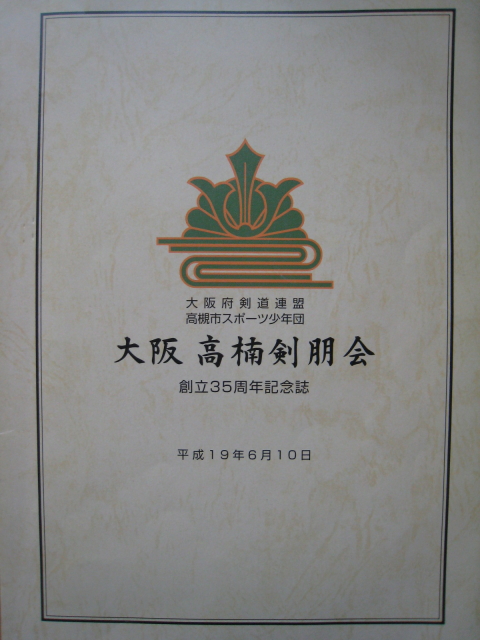 大阪府剣道連盟
高槻市スポーツ少年団
大阪 高楠剣朋会
創立35周年記念誌
平成19年6月10日